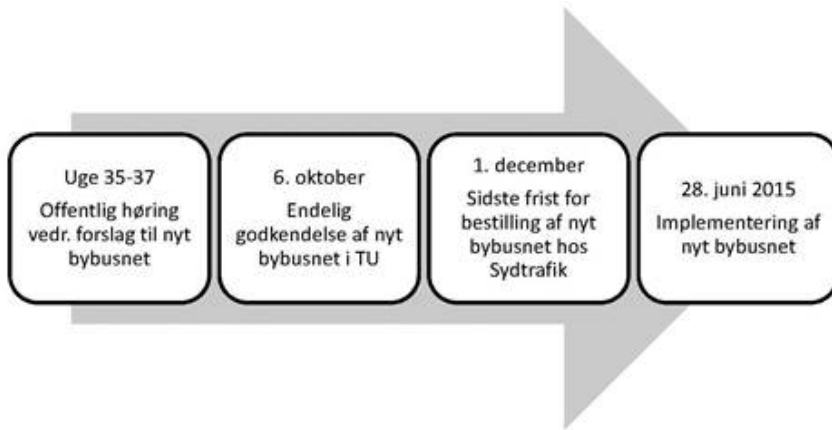 Uge 35-37
Offentlig høring
vedr. forslag til nyt
bybusnet
6. oktober
Endelig
godkendelse af nyt
bybusnet i TU
1. december
Sidste frist for
bestilling af nyt
bybusnet hos
Sydtrafik
28. juni 2015
Implementering af
nyt bybusnet